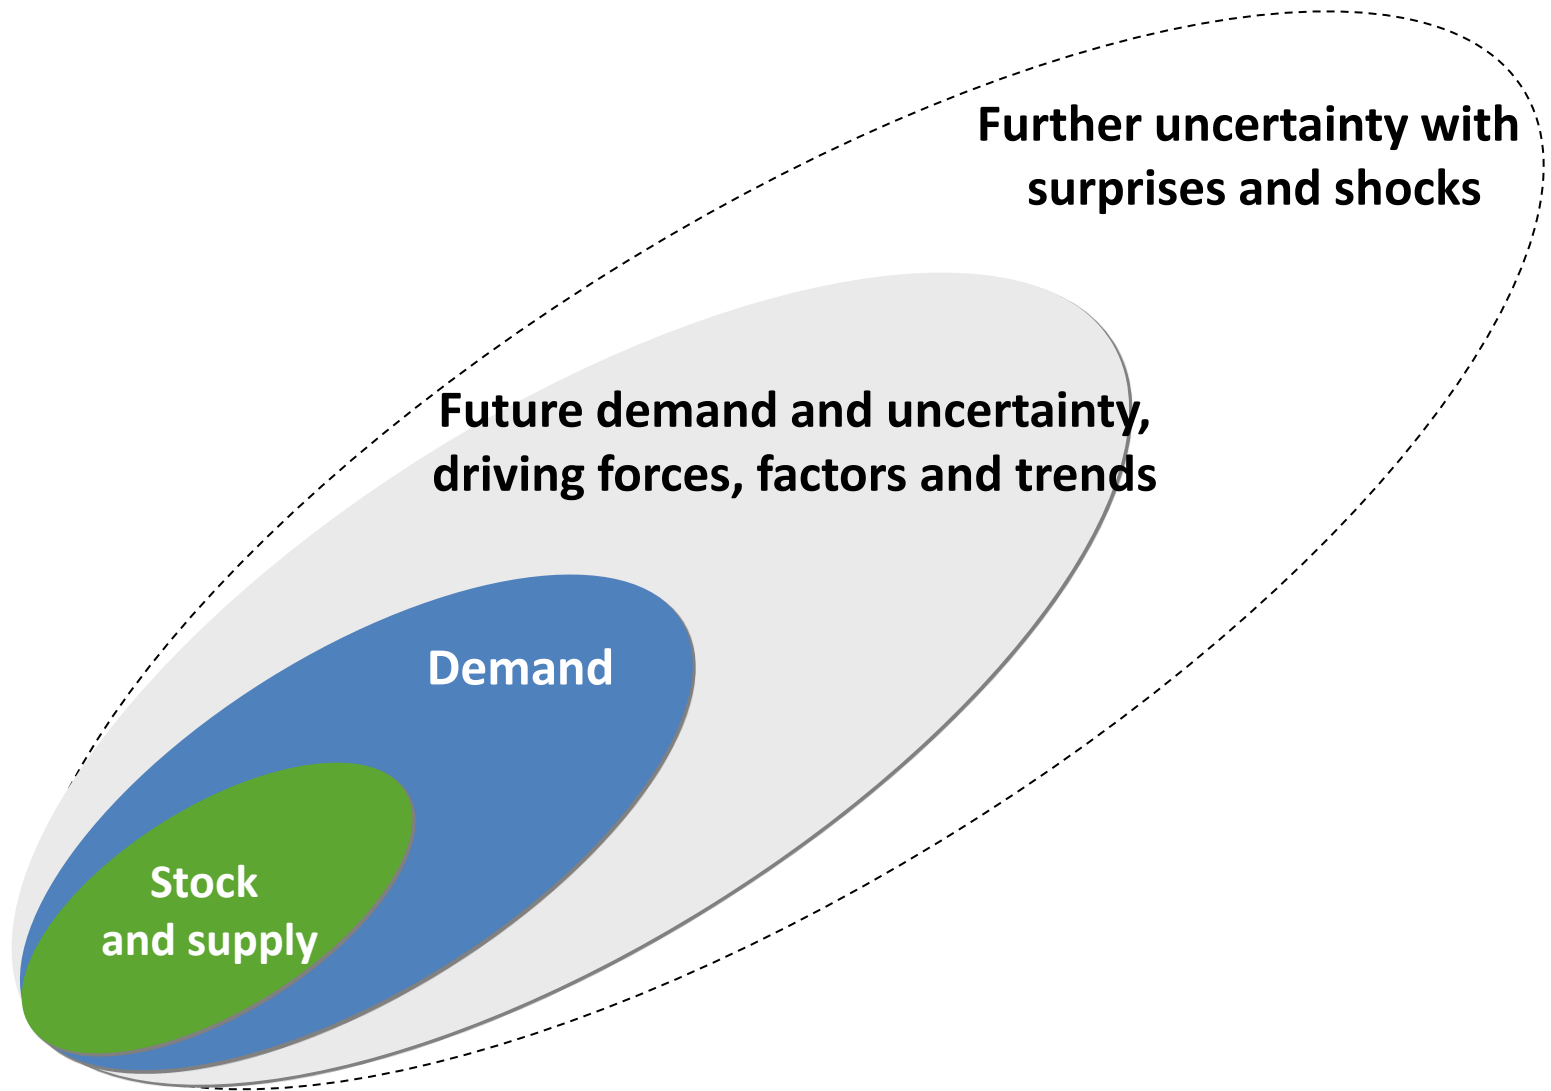 Further uncertainty with
surprises and shocks
Future demand and uncertainty,
driving forces, factors and trends
Demand
Stock
and supply